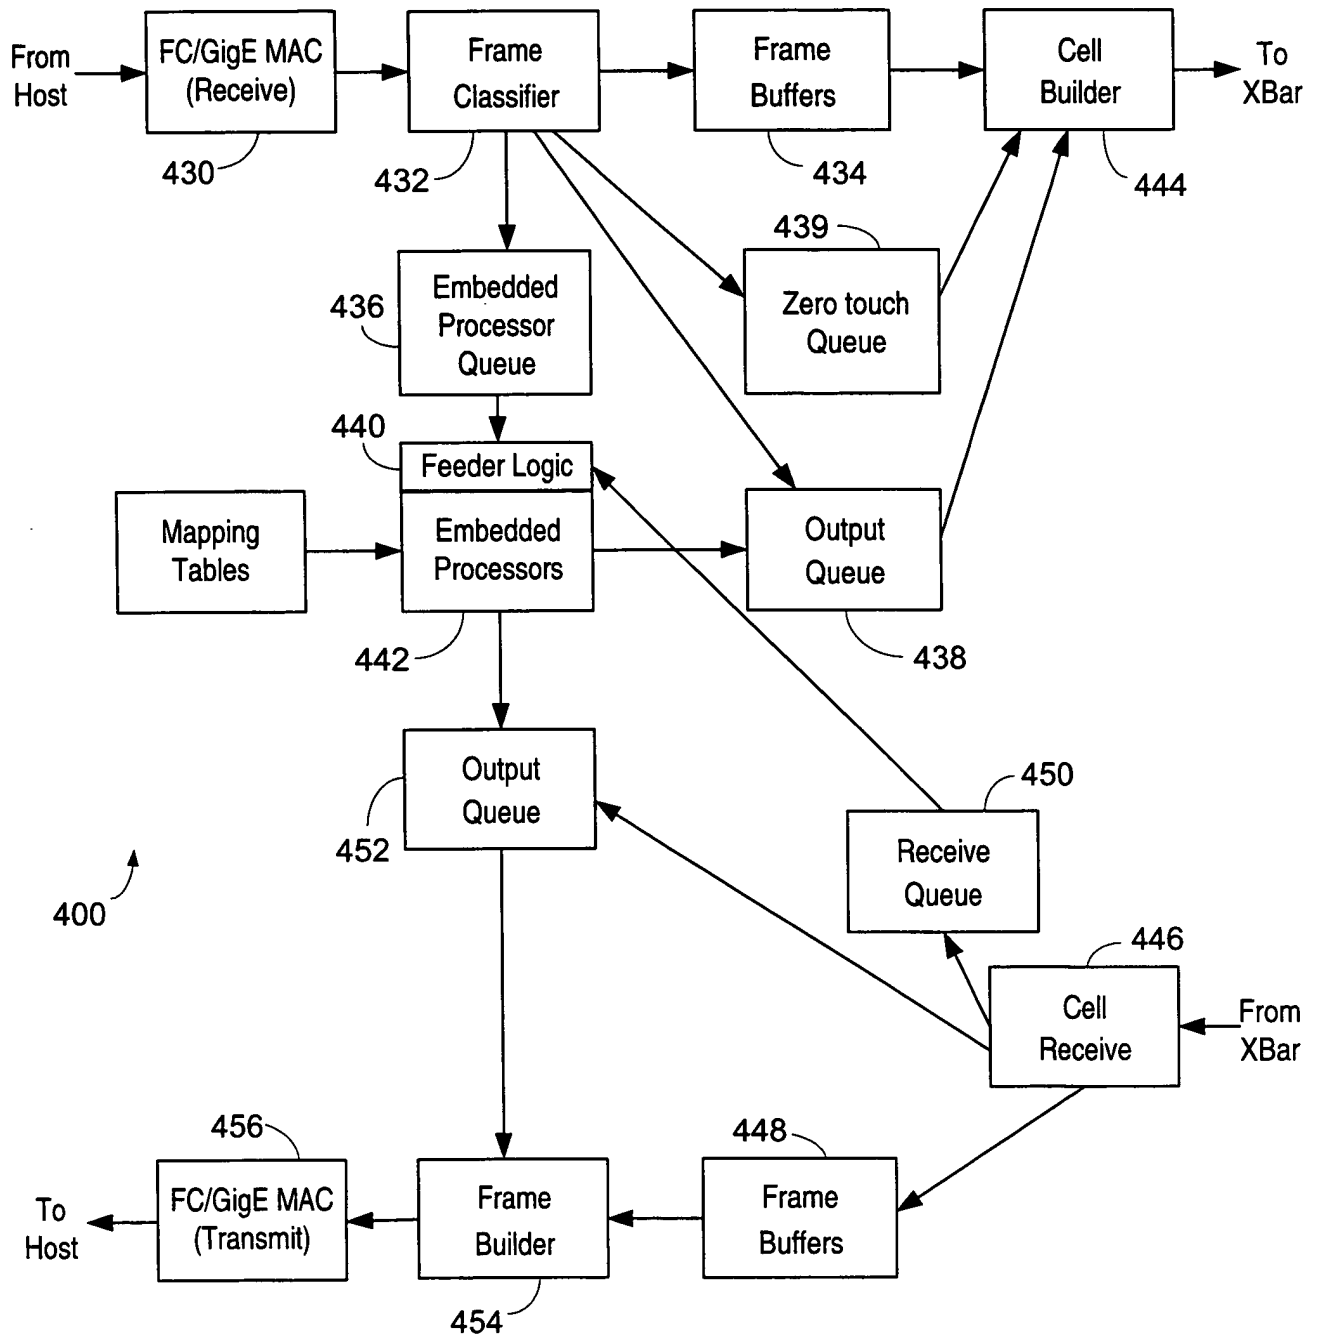 From
Host
FC/GigE MAC
(Receive)
430
Frame
Classifier
432
Frame
Buffers
434
Cell
Builder
444
To
XBar
439
Zero touch
Queue
436
Embedded
Processor
Queue
440
Feeder Logic
Mapping
Tables
Embedded
Processors
442
Output
Queue
438
Output
Queue
452
450
Receive
Queue
400
446
Cell
Receive
From
XBar
456
FC/GigE MAC
(Transmit)
To
Host
Frame
Builder
454
448
Frame
Buffers